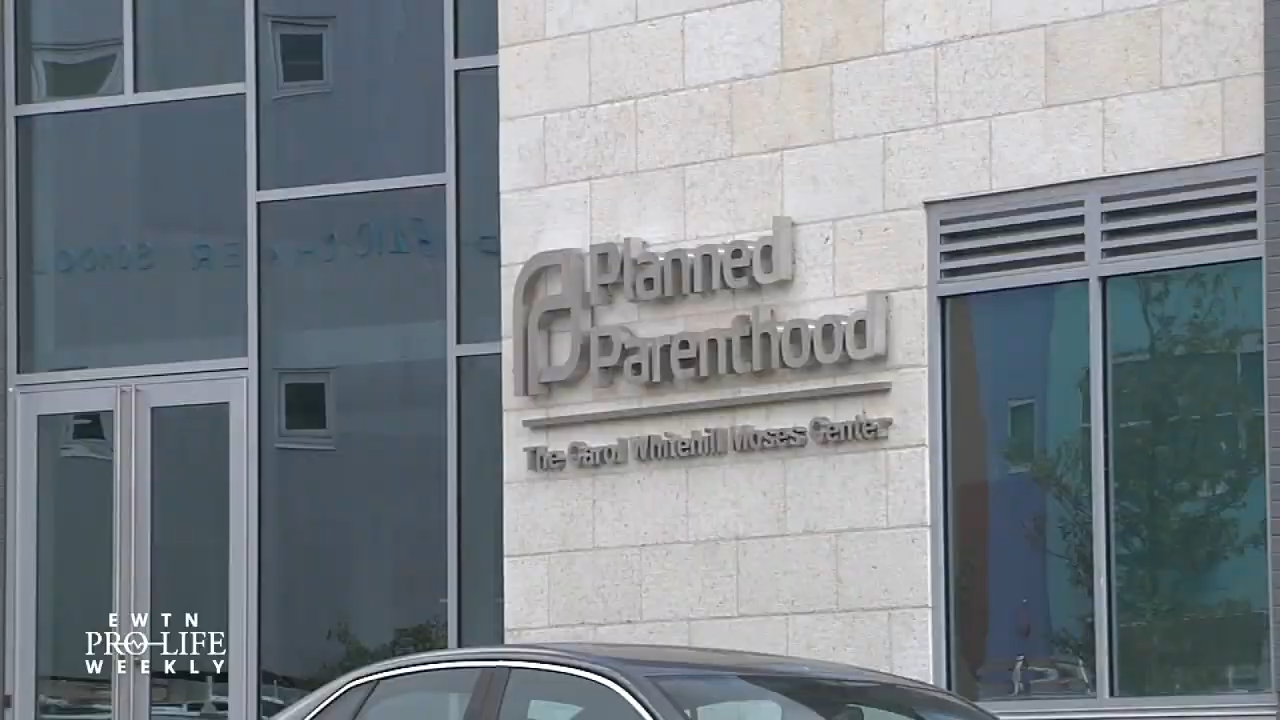 Planned
Parenthood
The Carol Whitehill Moses Center
EWTN
PRO-LIFE
WEEKLY